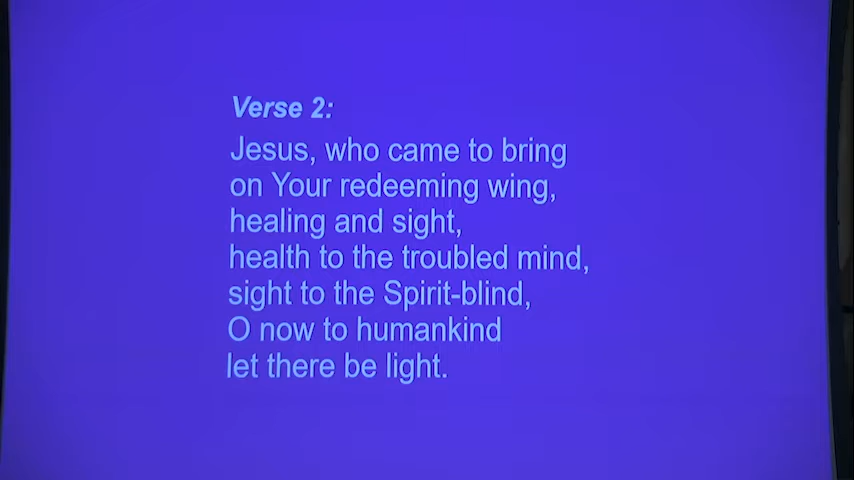 Verse 2:
Jesus, who came to bring
on Your redeeming wing,
healing and sight,
health to the troubled mind,
sight to the Spirit-blind,
O now to humankind
let there be light.